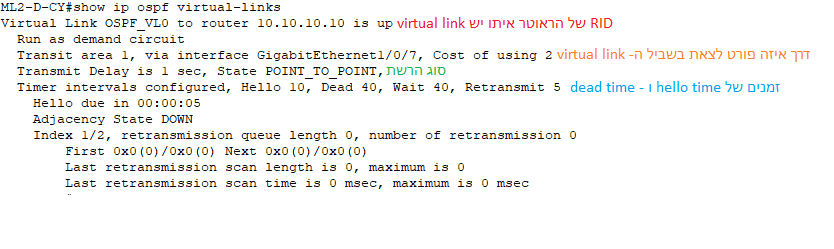 ML2-D-CY#show ip ospf virtual-links
Virtual Link OSPF_VL0 to router 10.10.10.10 is up RID של הראוטר איתו יש virtual link
Run as demand circuit
Transit area 1, via interface GigabitEthernet1/0/7, Cost of using 2 דרך איזה פורט לצאת בשביל ה- virtual link
Transmit Delay is 1 sec, State POINT_TO_POINT, סוג הרשת
Timer intervals configured, Hello 10, Dead 40, Wait 40, Retransmit 5 זמנים של hello time ו - dead time
Hello due in 00:00:05
Adjacency State DOWN
Index 1/2, retransmission queue length 0, number of retransmission 0
First 0x0(0)/0x0(0) Next 0x0(0)/0x0(0)
Last retransmission scan length is 0, maximum is 0
Last retransmission scan time is 0 msec, maximum is 0 msec